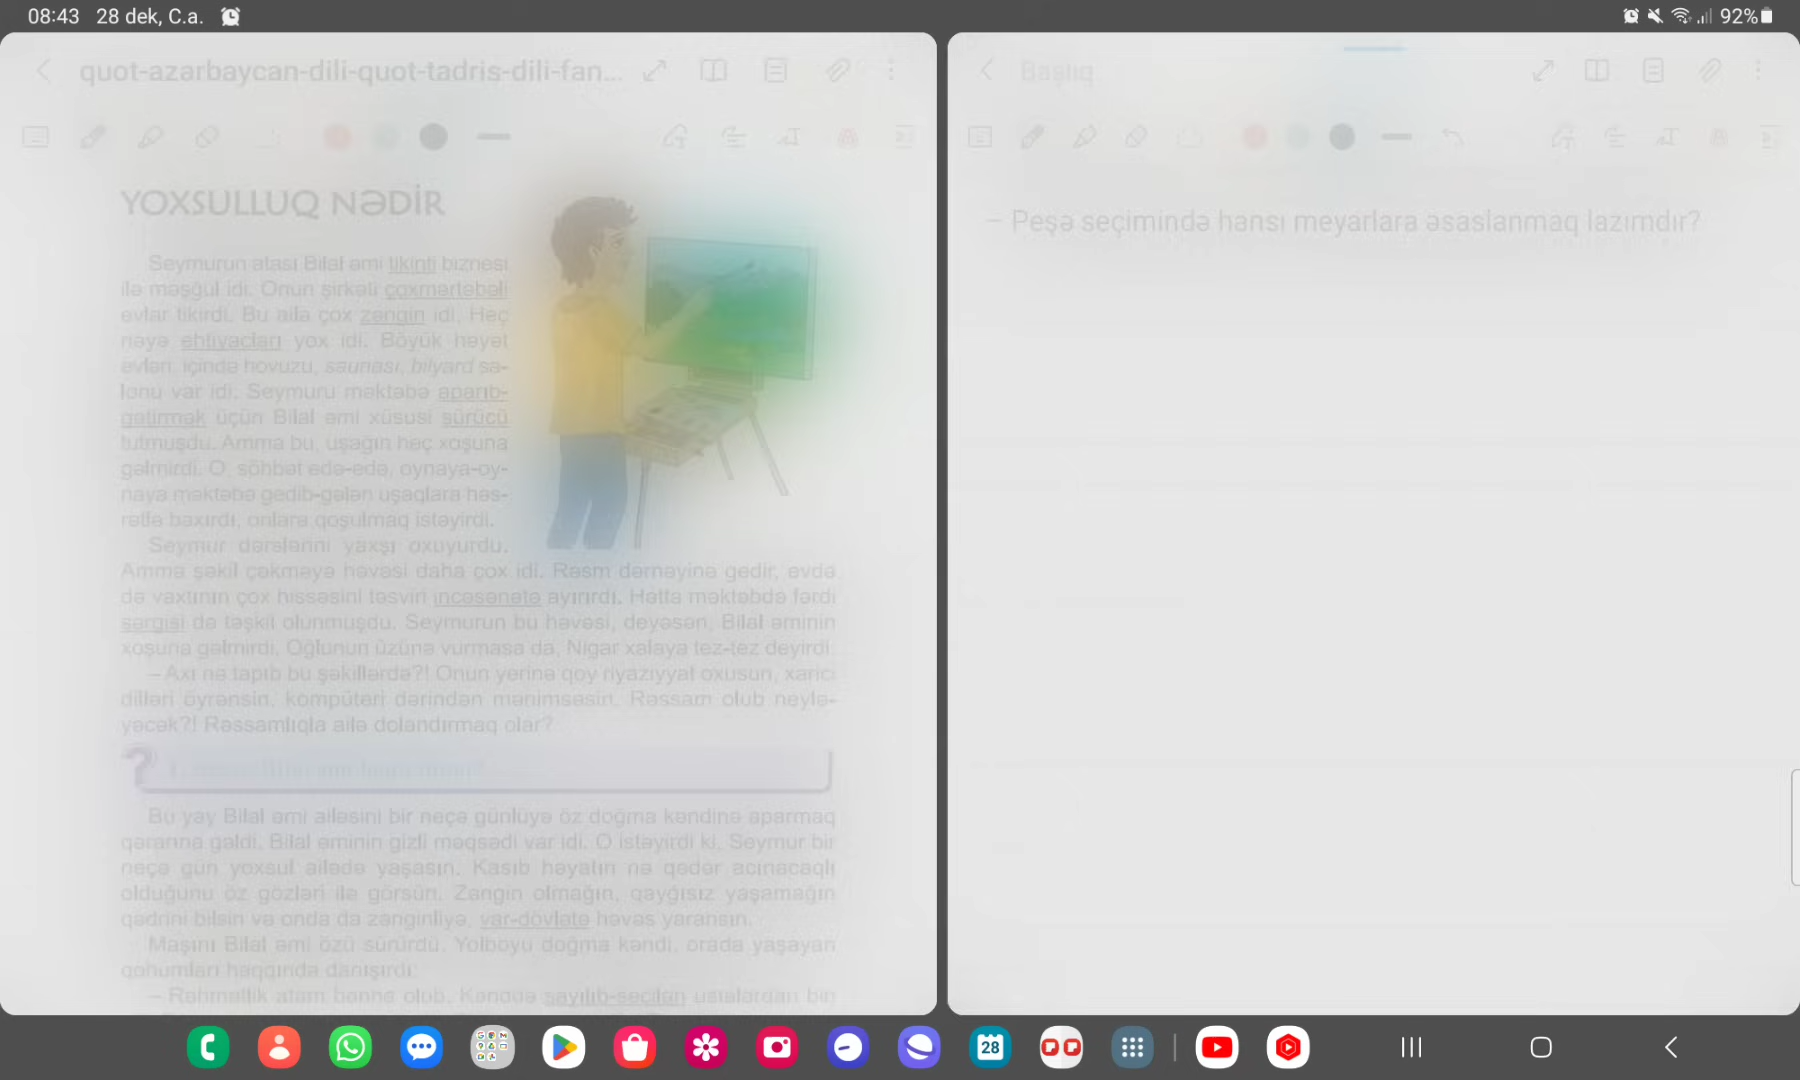 08:43 28 dek, C.a. 92%
quot-azərbaycan-dili-quot-tadris-dili-fan...
YOXSULLUQ NƏDİR
Seymurun atası Bilal əmi tikinti biznesi
ilə məşğul idi. Onun şirkəti çoxmərtəbəli
evlər tikirdi. Bu ailə çox zəngin idi. Heç
nəyə ehtiyacları yox idi. Böyük həyət
evləri, içində hovuzu, saunası, bilyard sa-
lonu var idi. Seymuru məktəbə aparıb-
gətirmək üçün Bilal əmi xüsusi sürücü
tutmuşdu. Amma bu, uşağın heç xoşuna
gəlmirdi. O, söhbət edə-edə, oynaya-oy-
naya məktəbə gedib-gələn uşaqlara həs-
rətlə baxırdı, onlara qoşulmaq istəyirdi.
Seymur dərslərini yaxşı oxuyurdu.
Amma şəkil çəkməyə həvəsi daha çox idi. Rəsm dərnəyinə gedir, evdə
də vaxtının çox hissəsini təsviri incəsənətə ayırırdı. Hətta məktəbdə fərdi
sərgisi də təşkil olunmuşdu. Seymurun bu həvəsi, deyəsən, Bilal əminin
xoşuna gəlmirdi. Oğlunun üzünə vurmasa da, Nigar xalaya tez-tez deyirdi:
– Axı nə tapıb bu şəkillərdə?! Onun yerinə qoy riyaziyyat oxusun, xarici
dilləri öyrənsin, kompüteri dərindən mənimsəsin. Rəssam olub neylə-
yəcək?! Rəssamlıqla ailə dolandırmaq olar?
?
Bu yay Bilal əmi ailəsini bir neçə günlüyə öz doğma kəndinə aparmaq
qərarına gəldi. Bilal əminin gizli məqsədi var idi. O istəyirdi ki, Seymur bir
neçə gün yoxsul ailədə yaşasın. Kasıb həyatın nə qədər acınacaqlı
olduğunu öz gözləri ilə görsün. Zəngin olmağın, qayğısız yaşamağın
qədrini bilsin və onda da zənginliyə, var-dövlətə həvəs yaransın.
Maşını Bilal əmi özü sürürdü. Yolboyu doğma kəndi, orada yaşayan
qohumları haqqında danışırdı:
– Rəhmətlik atam bənna olub. Kənddə sayılıb-seçilən ustalardan biri
Başlıq
– Peşə seçimində hansı meyarlara əsaslanmaq lazımdır?
28